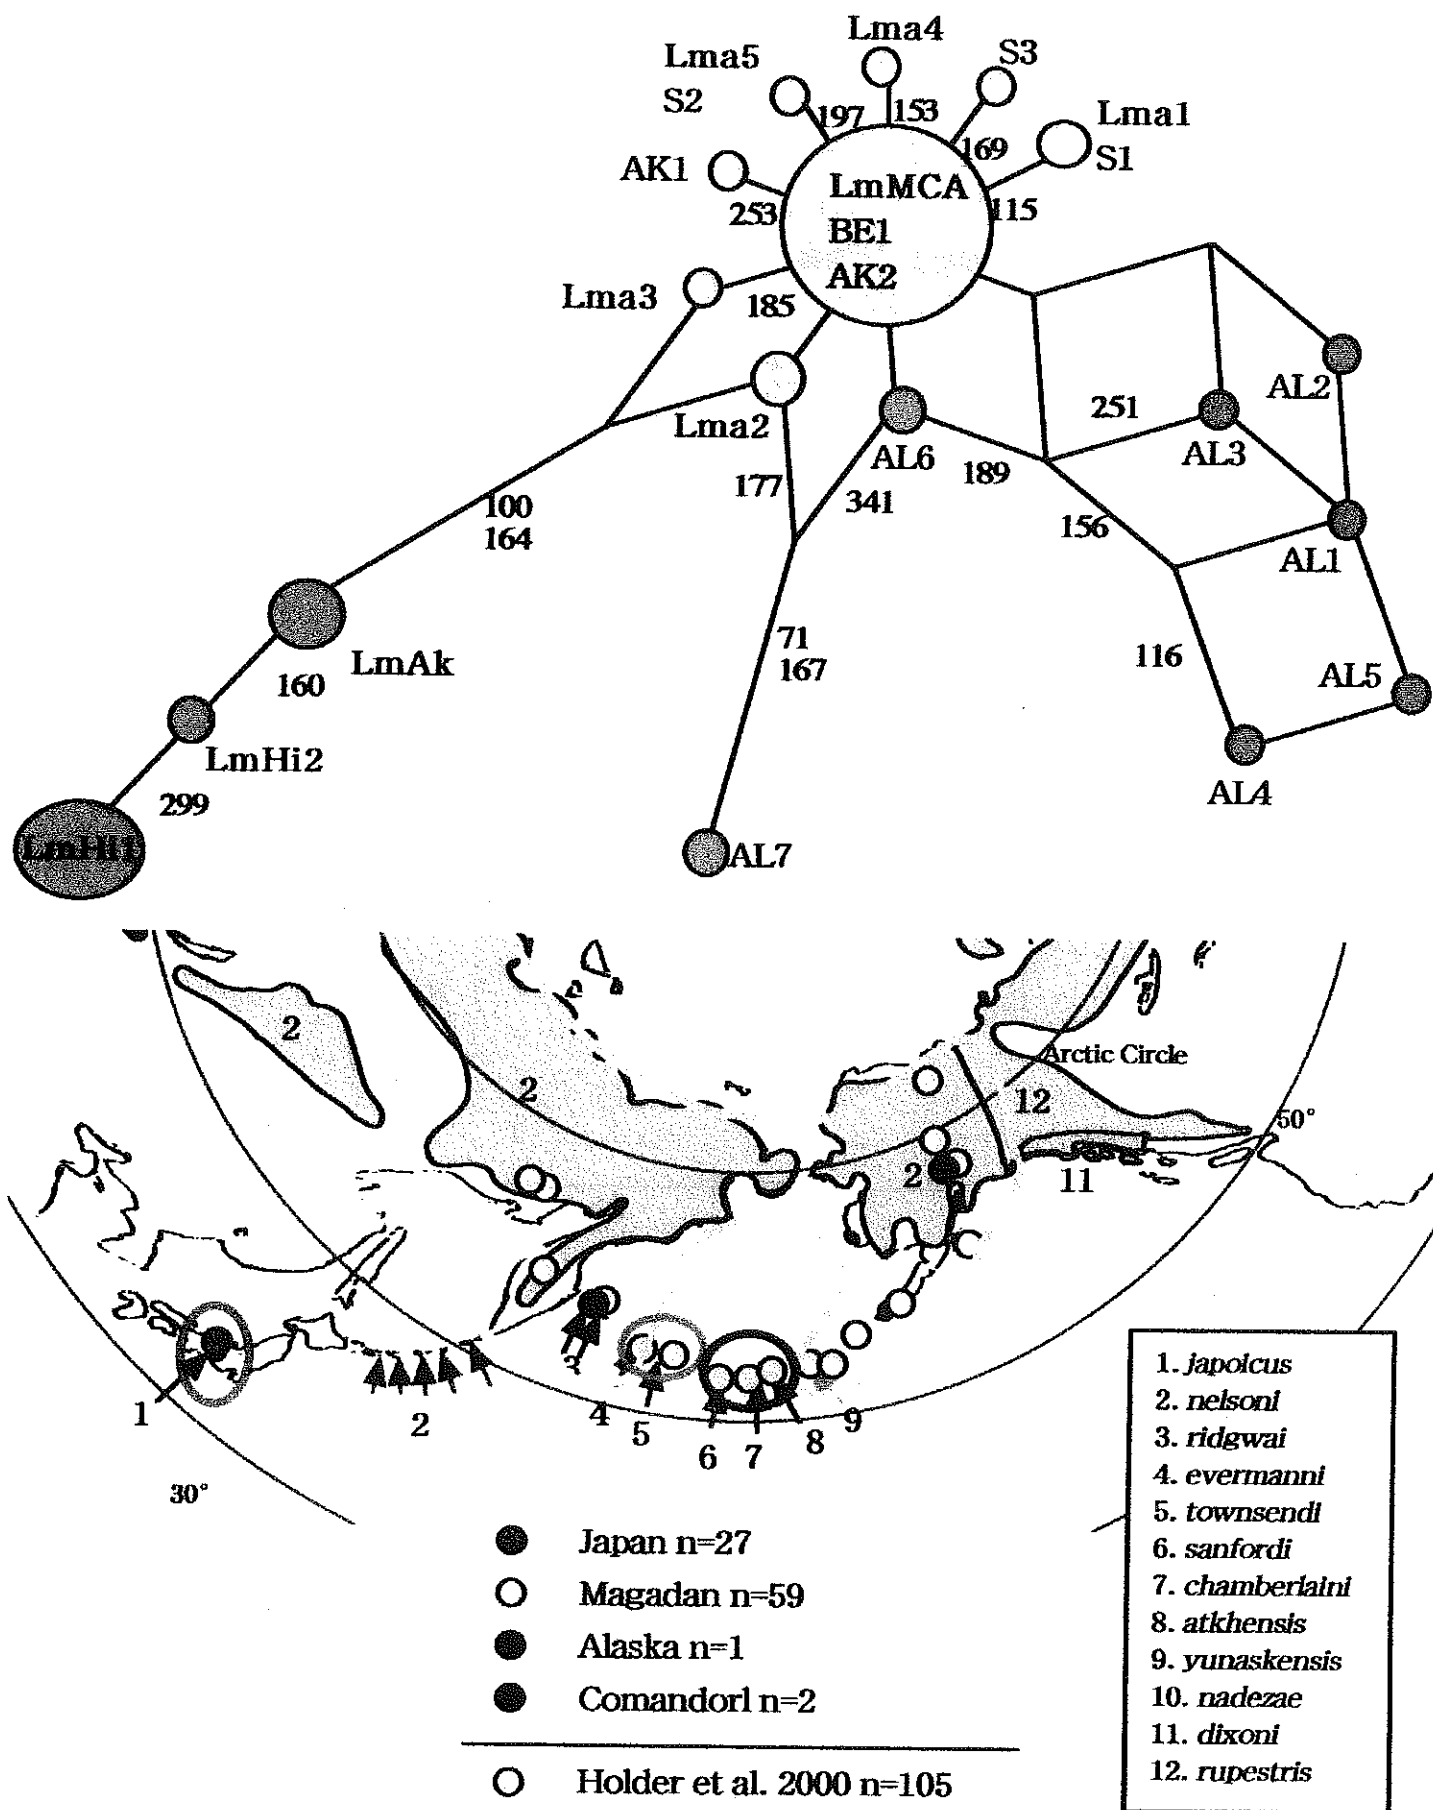 Lma4
Lma5
S3
S2
197
153
Lma1
169
S1
AK1
LmMCA
253
115
BE1
AK2
Lma3
185
AL2
251
Lma2
AL6
AL3
189
177
341
100
156
164
AL1
71
116
LmAk
167
160
AL5
LmHi2
AL4
299
LmHi1
AL7
2
Arctic Circle
2
12
50°
2
11
3
1
2
4
5
6
7
8
9
30°
1. japoicus
2. nelsoni
3. ridgwai
4. evermanni
5. townsendi
6. sanfordi
7. chamberlaini
8. atkhensis
9. yunaskensis
10. nadezae
11. dixoni
12. rupestris
Japan n=27
Magadan n=59
Alaska n=1
Comandorl n=2
Holder et al. 2000 n=105